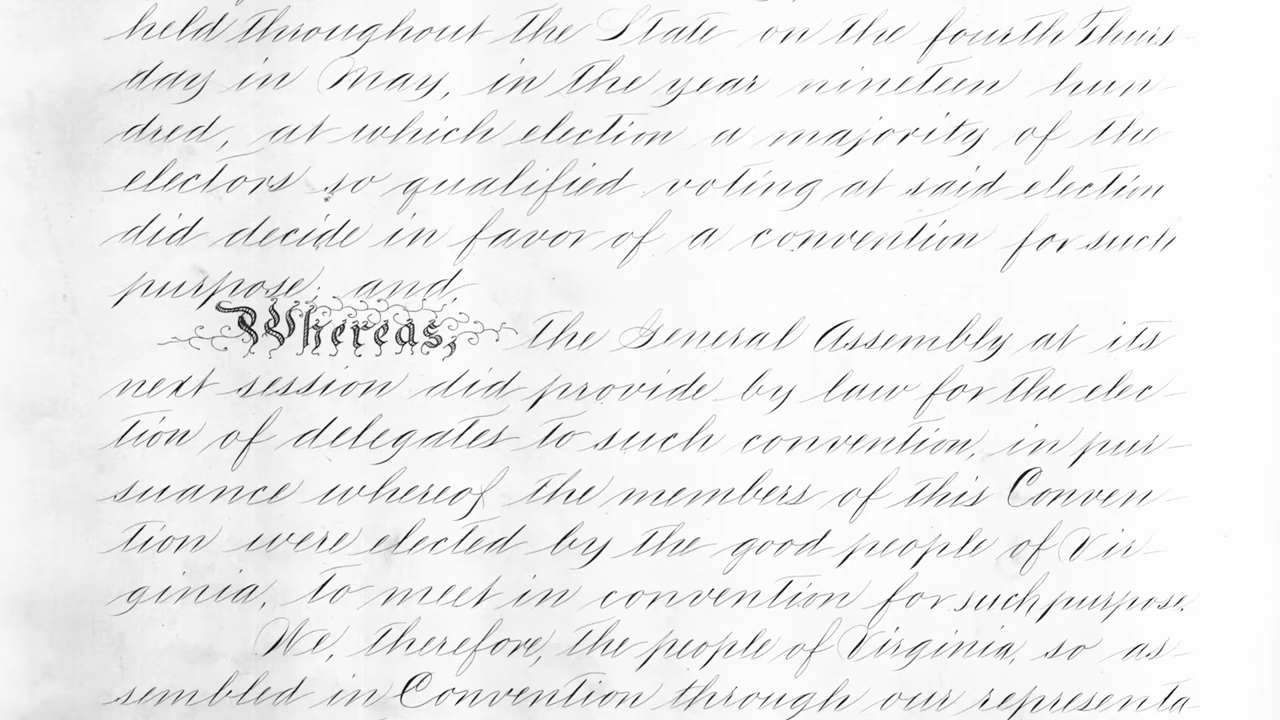 held throughout the State on the fourth Thurs-
day in May, in the year nineteen hun-
dred, at which election a majority of the
electors so qualified voting at said election
did decide in favor of a convention for such
purpose; and,
Whereas, the General Assembly at its
next session did provide by law for the elec-
tion of delegates to such convention, in pur-
suance whereof the members of this Conven-
tion were elected by the good people of Vir-
ginia, to meet in convention for such purpose.
We, therefore, the people of Virginia, so as-
sembled in Convention through our representa-